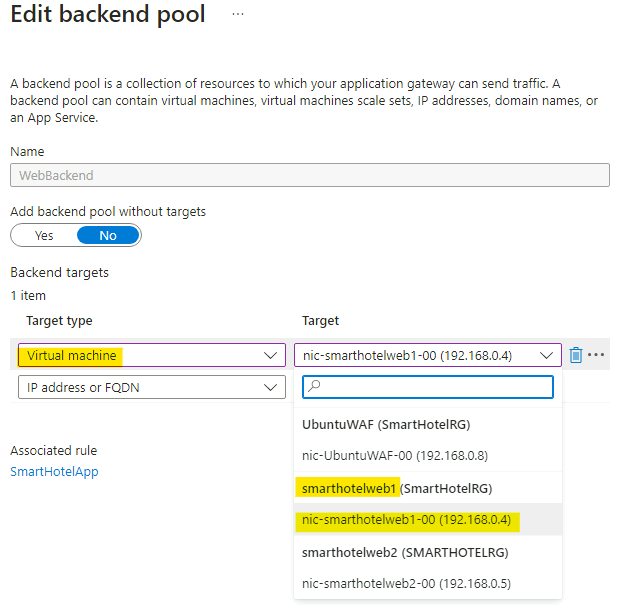 Edit backend pool ...
A backend pool is a collection of resources to which your application gateway can send traffic. A
backend pool can contain virtual machines, virtual machines scale sets, IP addresses, domain names, or
an App Service.
Name
WebBackend
Add backend pool without targets
Yes No
Backend targets
1 item
Target type Target
Virtual machine nic-smarthotelweb1-00 (192.168.0.4)
IP address or FQDN
UbuntuWAF (SmartHotelRG)
nic-UbuntuWAF-00 (192.168.0.8)
Associated rule
SmartHotelApp
smarthotelweb1 (SmartHotelRG)
nic-smarthotelweb1-00 (192.168.0.4)
smarthotelweb2 (SMARTHOTELRG)
nic-smarthotelweb2-00 (192.168.0.5)